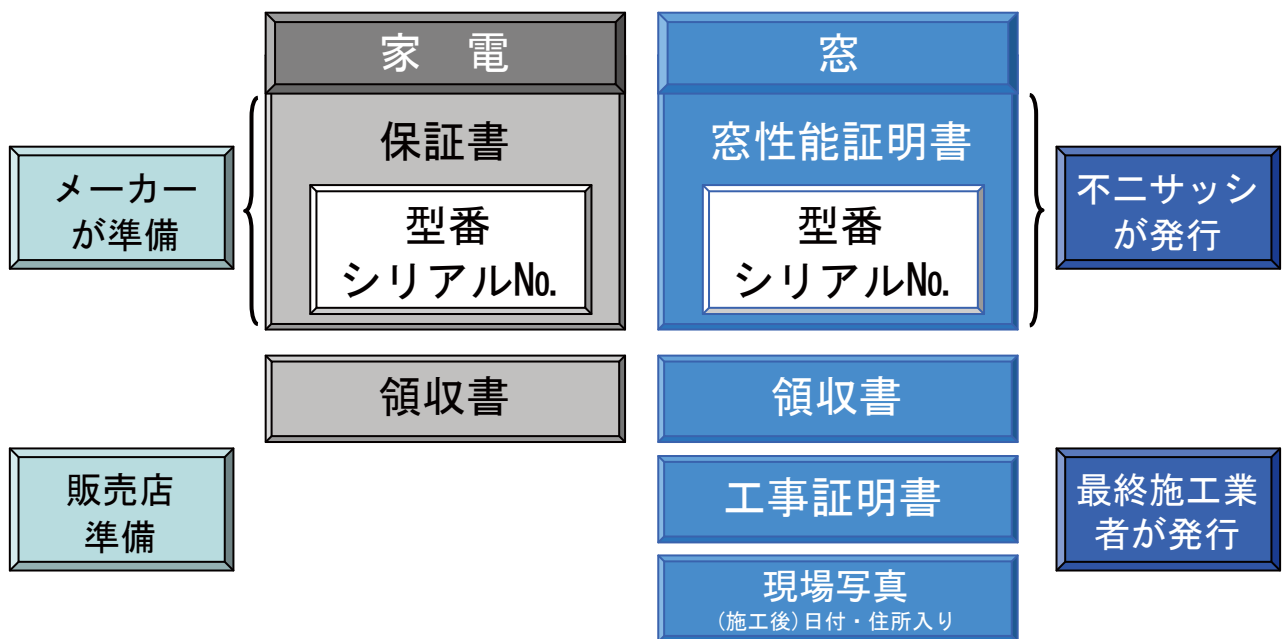 家　電
窓
メーカー
が準備
保証書
型番
シリアル№.
窓性能証明書
型番
シリアル№.
不二サッシ
が発行
領収書
領収書
販売店
準備
工事証明書
最終施工業
者が発行
現場写真
(施工後)日付・住所入り